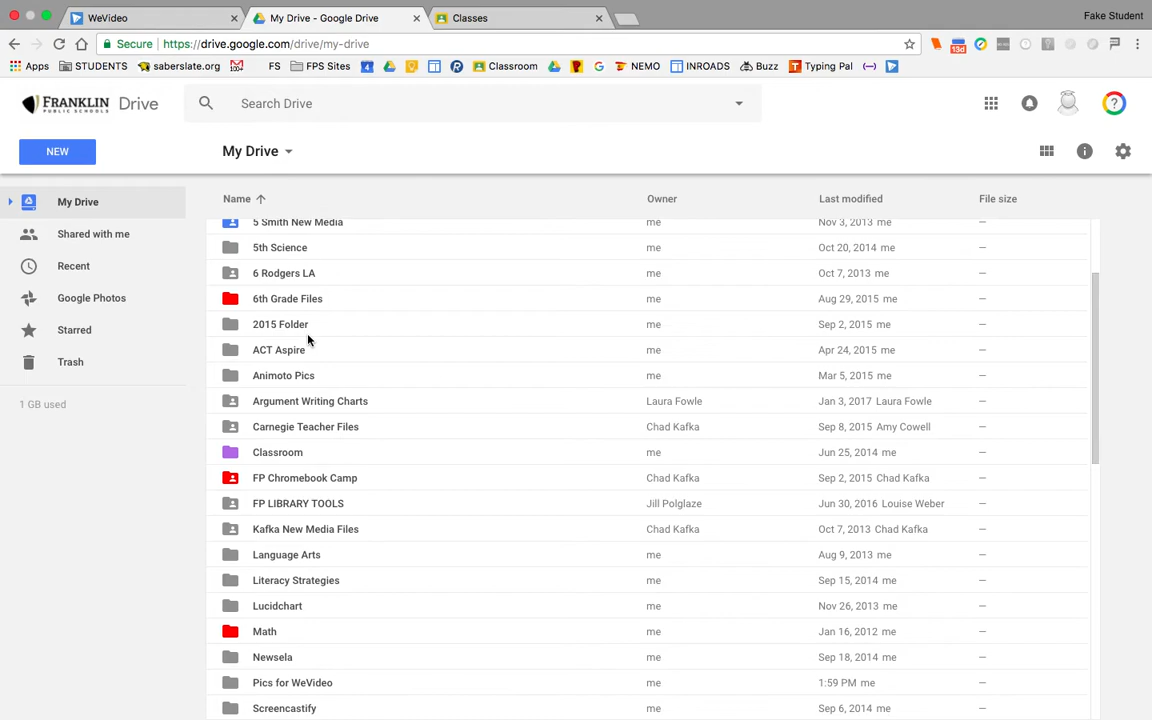 WeVideo My Drive - Google Drive Classes Fake Student
Secure https://drive.google.com/drive/my-drive
Apps STUDENTS saberslate.org 100 FS FPS Sites 4 Classroom NEMO INROADS Buzz Typing Pal
13d
FRANKLIN Drive Search Drive
PUBLIC SCHOOLS
NEW My Drive
Name Owner Last modified File size
My Drive
Shared with me
Recent
Google Photos
Starred
Trash
1 GB used
5 Smith New Media me Nov 3, 2013 me —
5th Science me Oct 20, 2014 me —
6 Rodgers LA me Oct 7, 2013 me —
6th Grade Files me Aug 29, 2015 me —
2015 Folder me Sep 2, 2015 me —
ACT Aspire me Apr 24, 2015 me —
Animoto Pics me Mar 5, 2015 me —
Argument Writing Charts Laura Fowle Jan 3, 2017 Laura Fowle —
Carnegie Teacher Files Chad Kafka Sep 8, 2015 Amy Cowell —
Classroom me Jun 25, 2014 me —
FP Chromebook Camp Chad Kafka Sep 2, 2015 Chad Kafka —
FP LIBRARY TOOLS Jill Polglaze Jun 30, 2016 Louise Weber —
Kafka New Media Files Chad Kafka Oct 7, 2013 Chad Kafka —
Language Arts me Aug 9, 2013 me —
Literacy Strategies me Sep 15, 2014 me —
Lucidchart me Nov 26, 2013 me —
Math me Jan 16, 2012 me —
Newsela me Sep 18, 2014 me —
Pics for WeVideo me 1:59 PM me —
Screencastify me Sep 6, 2014 me —